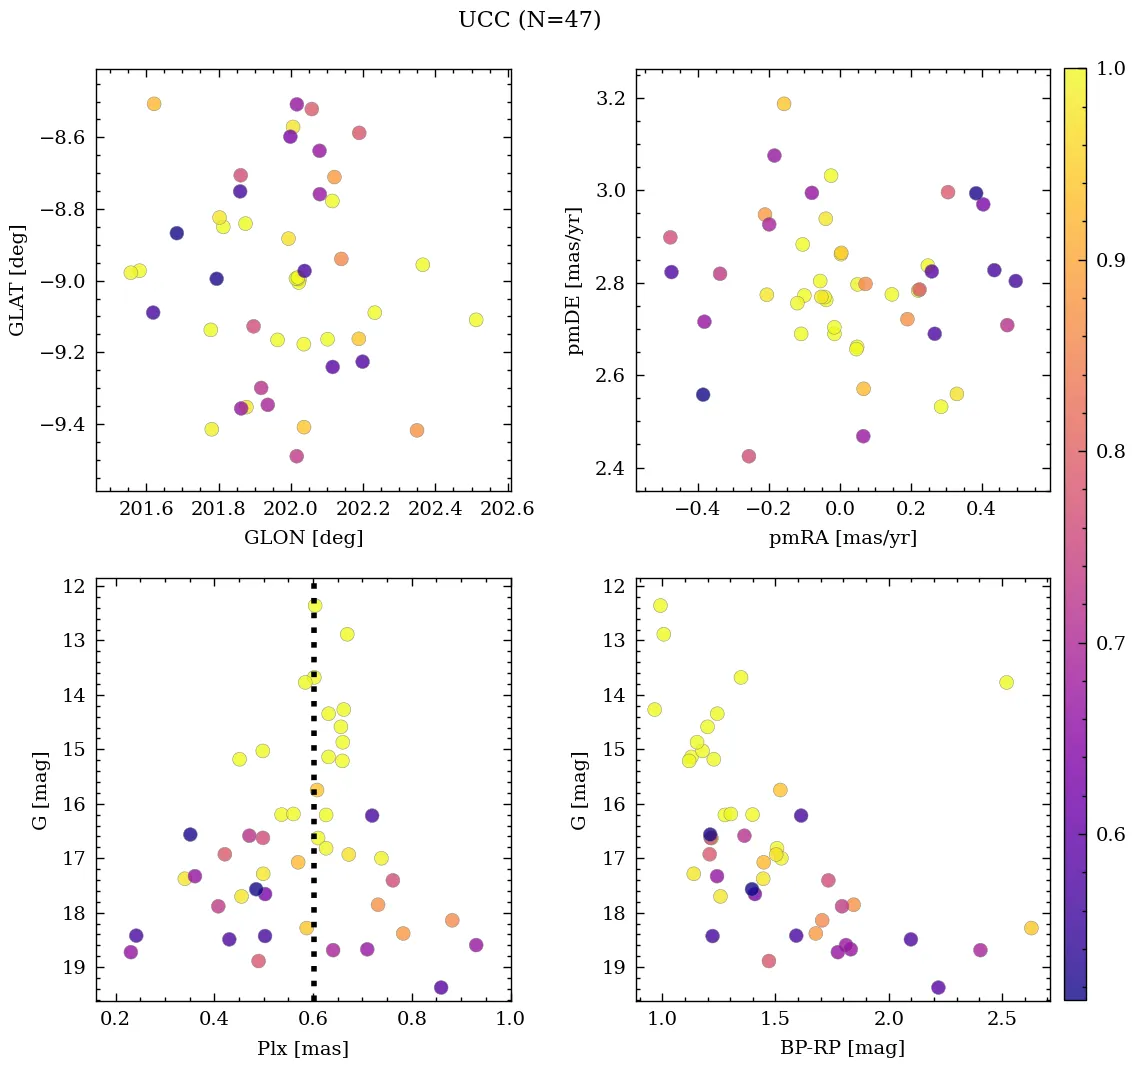 UCC (N=47)
−8.6
−8.8
−9.0
−9.2
−9.4
GLAT [deg]
201.6 201.8 202.0 202.2 202.4 202.6
GLON [deg]
3.2
3.0
2.8
2.6
2.4
pmDE [mas/yr]
−0.4 −0.2 0.0 0.2 0.4
pmRA [mas/yr]
1.0
0.9
0.8
0.7
0.6
12
13
14
15
16
17
18
19
G [mag]
0.2 0.4 0.6 0.8 1.0
Plx [mas]
12
13
14
15
16
17
18
19
G [mag]
1.0 1.5 2.0 2.5
BP-RP [mag]